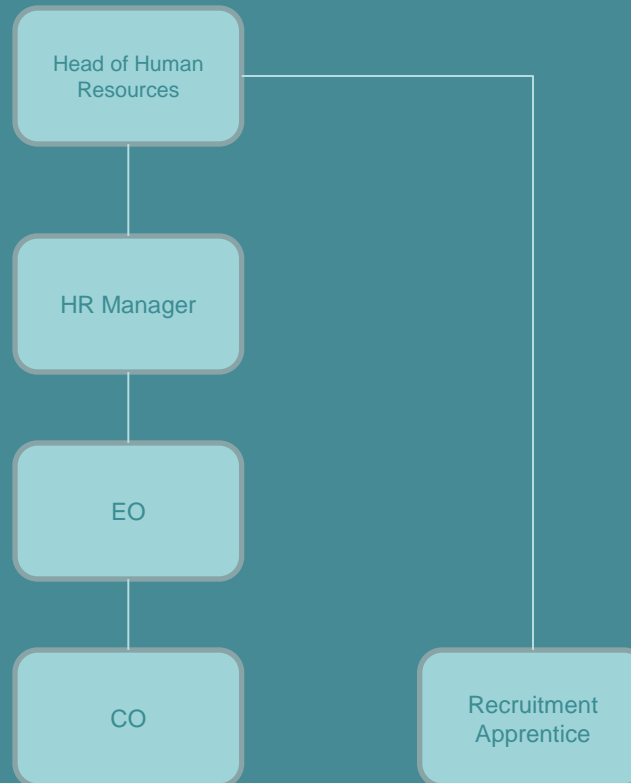 Head of Human
Resources
HR Manager
EO
CO
Recruitment
Apprentice